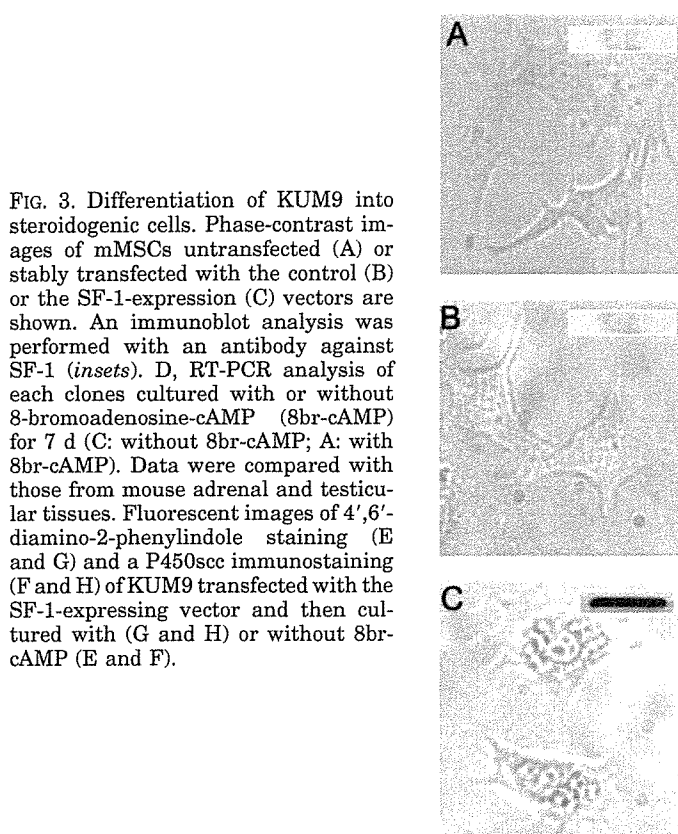 A
FIG. 3. Differentiation of KUM9 into
steroidogenic cells. Phase-contrast im-
ages of mMSCs untransfected (A) or
stably transfected with the control (B)
or the SF-1-expression (C) vectors are
shown. An immunoblot analysis was
performed with an antibody against
SF-1 (insets). D, RT-PCR analysis of
each clones cultured with or without
8-bromoadenosine-cAMP (8br-cAMP)
for 7 d (C: without 8br-cAMP; A: with
8br-cAMP). Data were compared with
those from mouse adrenal and testicu-
lar tissues. Fluorescent images of 4′,6′-
diamino-2-phenylindole staining (E
and G) and a P450scc immunostaining
(F and H) of KUM9 transfected with the
SF-1-expressing vector and then cul-
tured with (G and H) or without 8br-
cAMP (E and F).
B
C